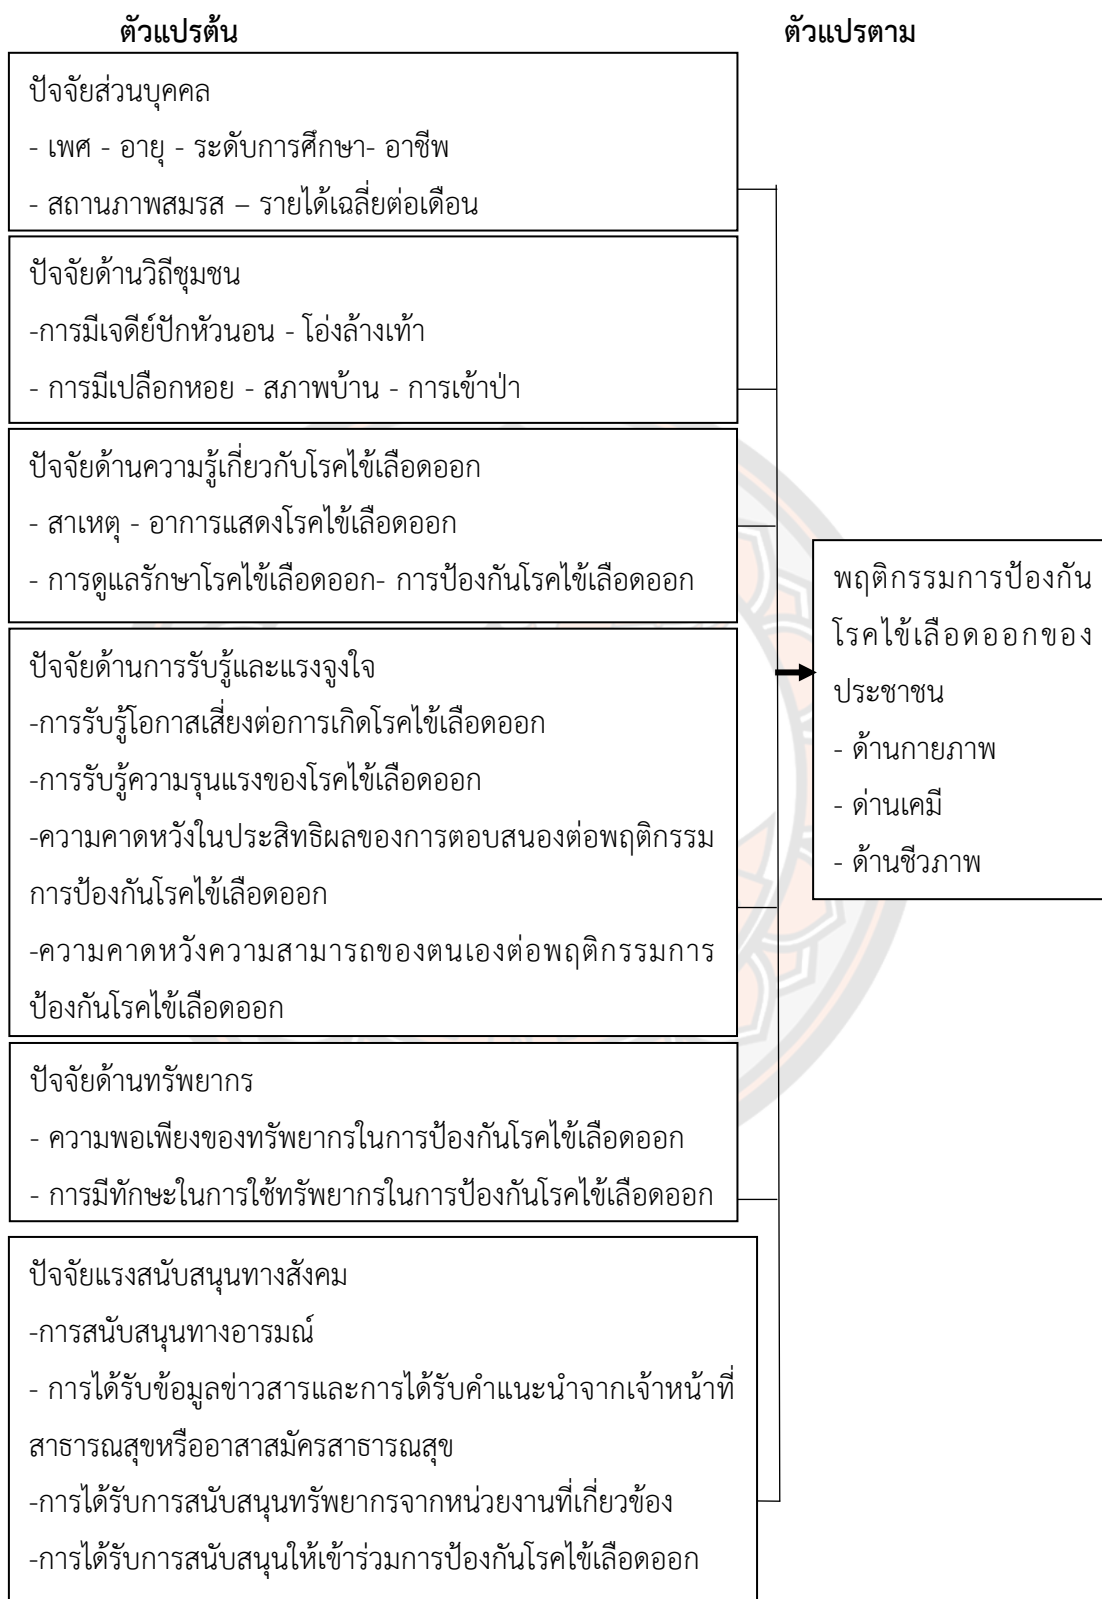 ตัวแปรต้น
ตัวแปรตาม
ปัจจัยส่วนบุคคล
- เพศ - อายุ - ระดับการศึกษา- อาชีพ
- สถานภาพสมรส – รายได้เฉลี่ยต่อเดือน
ปัจจัยด้านวิถีชุมชน
-การมีเจดีย์ปักหัวนอน - โอ่งล้างเท้า
- การมีเปลือกหอย - สภาพบ้าน - การเข้าป่า
ปัจจัยด้านความรู้เกี่ยวกับโรคไข้เลือดออก
- สาเหตุ - อาการแสดงโรคไข้เลือดออก
- การดูแลรักษาโรคไข้เลือดออก- การป้องกันโรคไข้เลือดออก
ปัจจัยด้านการรับรู้และแรงจูงใจ
-การรับรู้โอกาสเสี่ยงต่อการเกิดโรคไข้เลือดออก
-การรับรู้ความรุนแรงของโรคไข้เลือดออก
-ความคาดหวังในประสิทธิผลของการตอบสนองต่อพฤติกรรม
การป้องกันโรคไข้เลือดออก
-ความคาดหวังความสามารถของตนเองต่อพฤติกรรมการ
ป้องกันโรคไข้เลือดออก
ปัจจัยด้านทรัพยากร
- ความพอเพียงของทรัพยากรในการป้องกันโรคไข้เลือดออก
- การมีทักษะในการใช้ทรัพยากรในการป้องกันโรคไข้เลือดออก
ปัจจัยแรงสนับสนุนทางสังคม
-การสนับสนุนทางอารมณ์
- การได้รับข้อมูลข่าวสารและการได้รับคำแนะนำจากเจ้าหน้าที่
สาธารณสุขหรืออาสาสมัครสาธารณสุข
-การได้รับการสนับสนุนทรัพยากรจากหน่วยงานที่เกี่ยวข้อง
-การได้รับการสนับสนุนให้เข้าร่วมการป้องกันโรคไข้เลือดออก
พฤติกรรมการป้องกัน
โรคไข้เลือดออกของ
ประชาชน
- ด้านกายภาพ
- ด่านเคมี
- ด้านชีวภาพ